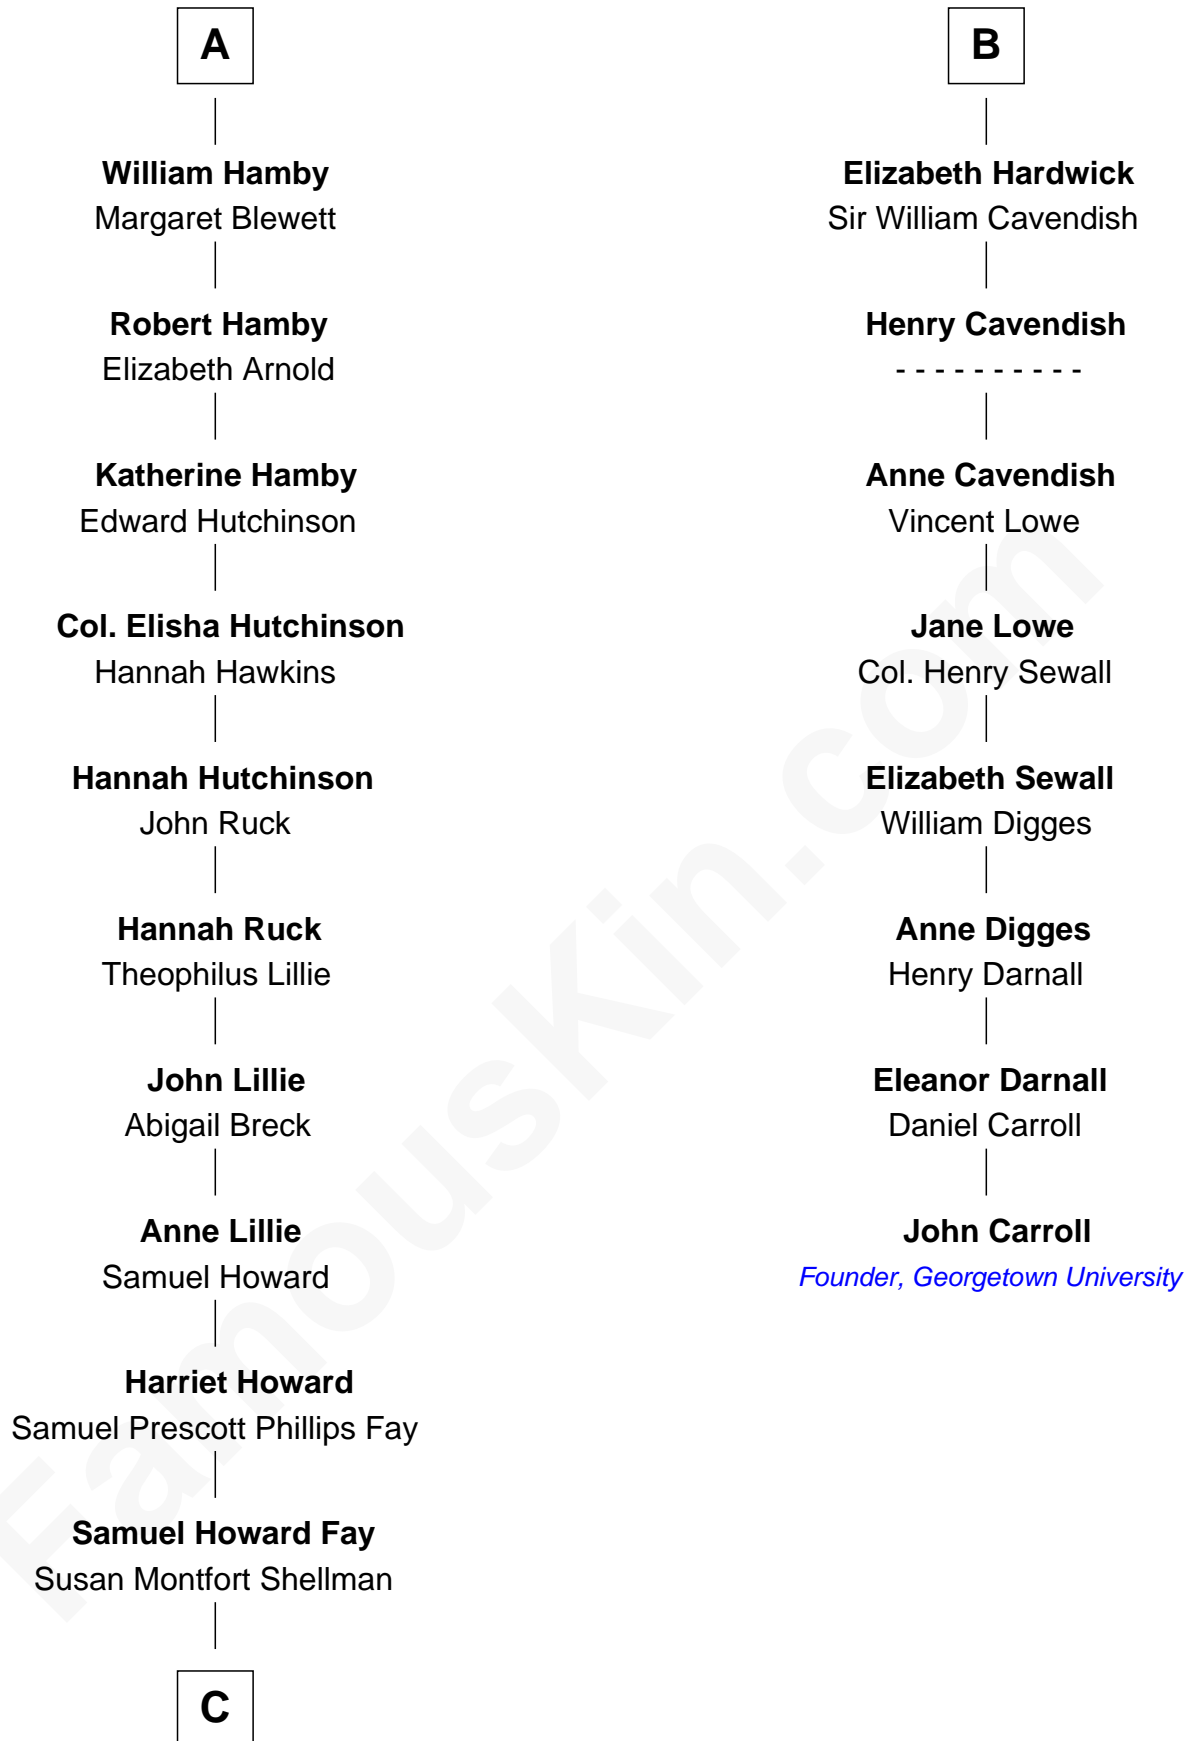 A
William Hamby
Margaret Blewett
Robert Hamby
Elizabeth Arnold
Katherine Hamby
Edward Hutchinson
Col. Elisha Hutchinson
Hannah Hawkins
Hannah Hutchinson
John Ruck
Hannah Ruck
Theophilus Lillie
John Lillie
Abigail Breck
Anne Lillie
Samuel Howard
Harriet Howard
Samuel Prescott Phillips Fay
Samuel Howard Fay
Susan Montfort Shellman
C
B
Elizabeth Hardwick
Sir William Cavendish
Henry Cavendish
- - - - - - - - - -
Anne Cavendish
Vincent Lowe
Jane Lowe
Col. Henry Sewall
Elizabeth Sewall
William Digges
Anne Digges
Henry Darnall
Eleanor Darnall
Daniel Carroll
John Carroll
Founder, Georgetown University
FamousKin.com